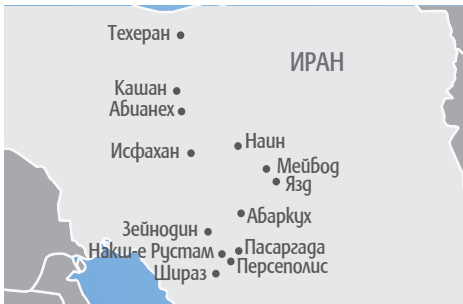 Техеран
ИРАН
Кашан
Абианех
Исфахан
Наин
Мейбод
Язд
Абаркух
Зейнодин
Накш-е Рустам
Пасаргада
Персеполис
Шираз